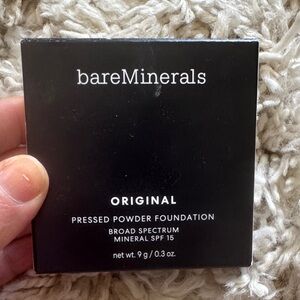 bareMinerals
ORIGINAL
PRESSED POWDER FOUNDATION
BROAD SPECTRUM
MINERAL SPF 15
net wt. 9 g / 0.3 oz.